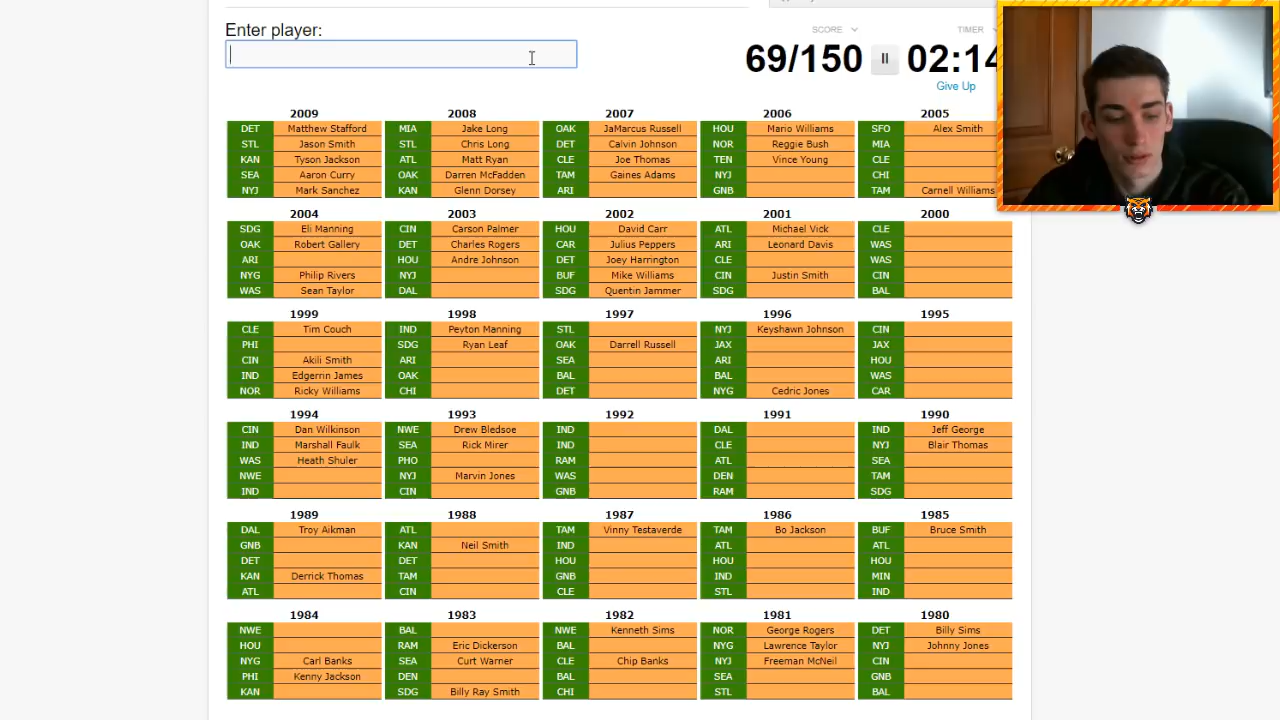 Enter player:
SCORE TIMER
69/150 02:14
Give Up
2009 2008 2007 2006 2005
DET Matthew Stafford MIA Jake Long OAK JaMarcus Russell HOU Mario Williams SFO Alex Smith
STL Jason Smith STL Chris Long DET Calvin Johnson NOR Reggie Bush MIA
KAN Tyson Jackson ATL Matt Ryan CLE Joe Thomas TEN Vince Young CLE
SEA Aaron Curry OAK Darren McFadden TAM Gaines Adams NYJ CHI
NYJ Mark Sanchez KAN Glenn Dorsey ARI GNB TAM Carnell Williams
2004 2003 2002 2001 2000
SDG Eli Manning CIN Carson Palmer HOU David Carr ATL Michael Vick CLE
OAK Robert Gallery DET Charles Rogers CAR Julius Peppers ARI Leonard Davis WAS
ARI HOU Andre Johnson DET Joey Harrington CLE WAS
NYG Philip Rivers NYJ BUF Mike Williams CIN Justin Smith CIN
WAS Sean Taylor DAL SDG Quentin Jammer SDG BAL
1999 1998 1997 1996 1995
CLE Tim Couch IND Peyton Manning STL NYJ Keyshawn Johnson CIN
PHI SDG Ryan Leaf OAK Darrell Russell JAX JAX
CIN Akili Smith ARI SEA ARI HOU
IND Edgerrin James OAK BAL BAL WAS
NOR Ricky Williams CHI DET NYG Cedric Jones CAR
1994 1993 1992 1991 1990
CIN Dan Wilkinson NWE Drew Bledsoe IND DAL IND Jeff George
IND Marshall Faulk SEA Rick Mirer IND CLE NYJ Blair Thomas
WAS Heath Shuler PHO RAM ATL SEA
NWE NYJ Marvin Jones WAS DEN TAM
IND CIN GNB RAM SDG
1989 1988 1987 1986 1985
DAL Troy Aikman ATL TAM Vinny Testaverde TAM Bo Jackson BUF Bruce Smith
GNB KAN Neil Smith IND ATL ATL
DET DET HOU HOU HOU
KAN Derrick Thomas TAM GNB IND MIN
ATL CIN CLE STL IND
1984 1983 1982 1981 1980
NWE BAL NWE Kenneth Sims NOR George Rogers DET Billy Sims
HOU RAM Eric Dickerson BAL NYG Lawrence Taylor NYJ Johnny Jones
NYG Carl Banks SEA Curt Warner CLE Chip Banks NYJ Freeman McNeil CIN
PHI Kenny Jackson DEN BAL SEA GNB
KAN SDG Billy Ray Smith CHI STL BAL